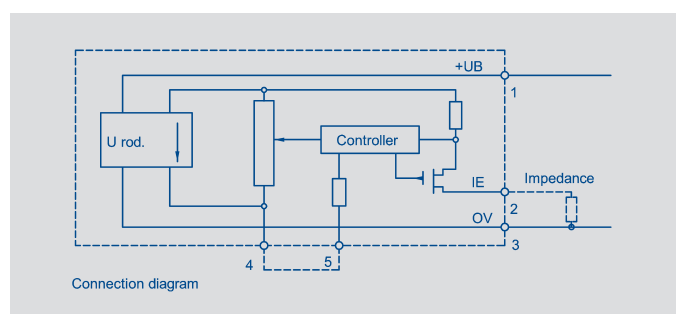 +UB
1
U rod.
Controller
IE
Impedance
2
OV
3
4
5
Connection diagram